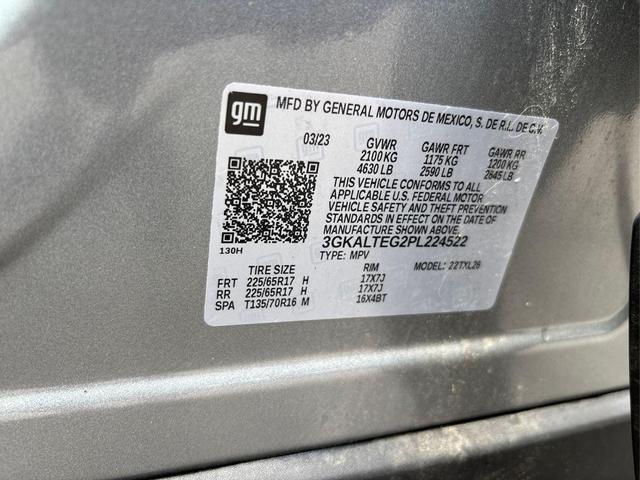 gm MFD BY GENERAL MOTORS DE MEXICO, S. DE R.L. DE C.V.
03/23 GVWR GAWR FRT GAWR RR
2100 KG 1175 KG 1200 KG
4630 LB 2590 LB 2645 LB
THIS VEHICLE CONFORMS TO ALL
APPLICABLE U.S. FEDERAL MOTOR
VEHICLE SAFETY AND THEFT PREVENTION
STANDARDS IN EFFECT ON THE DATE OF
MANUFACTURE SHOWN ABOVE.
3GKALTEG2PL224522
130H
TYPE: MPV MODEL: 22TXL26
TIRE SIZE RIM
FRT 225/65R17 H 17X7J
RR 225/65R17 H 17X7J
SPA T135/70R16 M 16X4BT